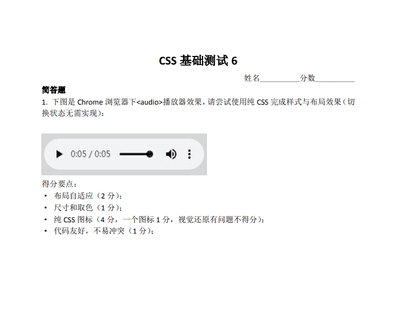 CSS 基础测试 6
姓名__________分数__________
简答题
1. 下图是 Chrome 浏览器下<audio>播放器效果，请尝试使用纯 CSS 完成样式与布局效果（切
换状态无需实现）：
0:05 / 0:05
得分要点：
• 布局自适应（2 分）；
• 尺寸和取色（1 分）；
• 纯 CSS 图标（4 分，一个图标 1 分，视觉还原有问题不得分）；
• 代码友好，不易冲突（1 分）；